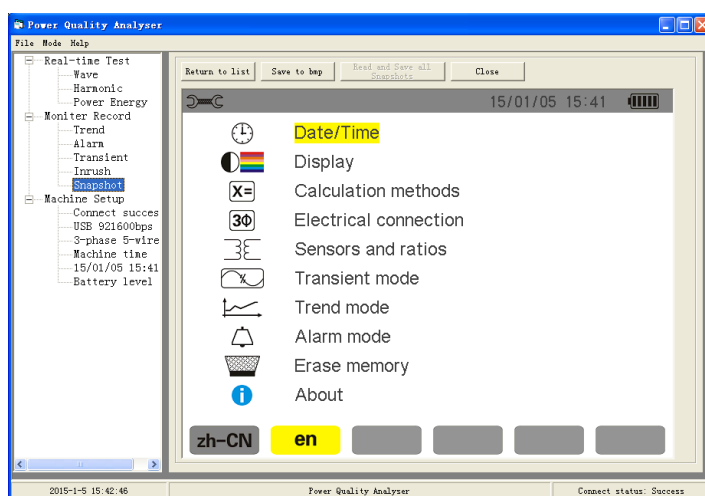 Power Quality Analyser
File Mode Help
Real-time Test
Wave
Harmonic
Power Energy
Moniter Record
Trend
Alarm
Transient
Inrush
Snapshot
Machine Setup
Connect succes
USB 921600bps
3-phase 5-wire
Machine time
15/01/05 15:41
Battery level
Return to list Save to bmp Read and Save all Snapshots Close
15/01/05 15:41
Date/Time
Display
X= Calculation methods
3Φ Electrical connection
Sensors and ratios
Transient mode
Trend mode
Alarm mode
Erase memory
i About
zh-CN en
2015-1-5 15:42:46 Power Quality Analyser Connect status: Success